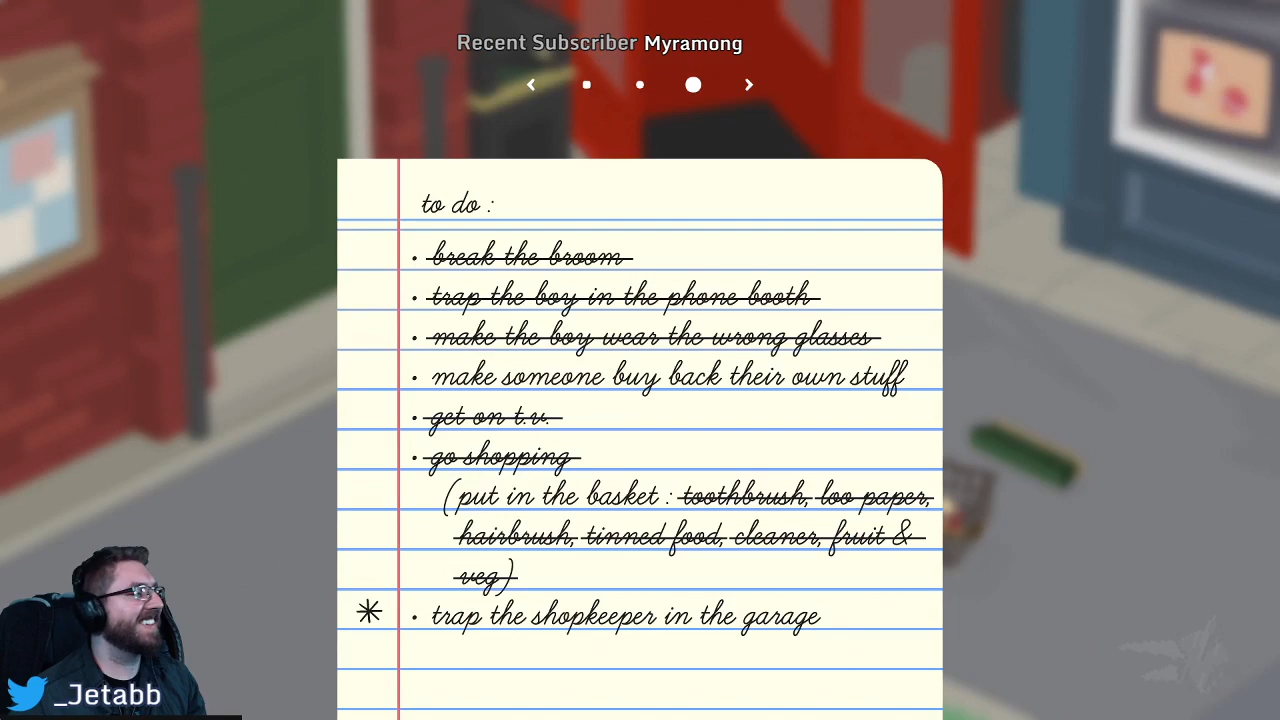 Recent Subscriber Myramong
to do :
• break the broom
• trap the boy in the phone booth
• make the boy wear the wrong glasses
• make someone buy back their own stuff
• get on t.v.
• go shopping
(put in the basket : toothbrush, loo paper,
hairbrush, tinned food, cleaner, fruit &
veg)
• trap the shopkeeper in the garage
_Jetabb